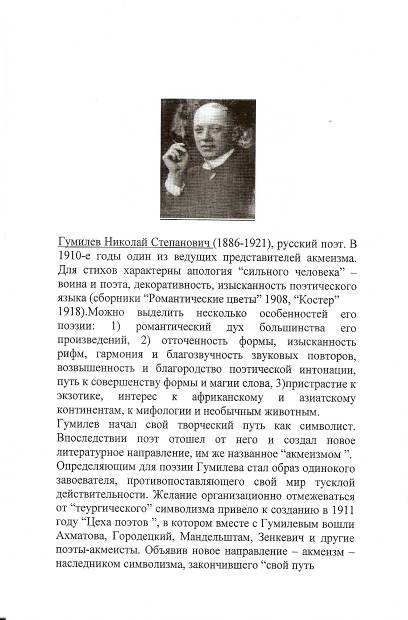 Гумилев Николай Степанович (1886-1921), русский поэт. В
1910-е годы один из ведущих представителей акмеизма.
Для стихов характерны апология “сильного человека” –
воина и поэта, декоративность, изысканность поэтического
языка (сборники “Романтические цветы” 1908, “Костер”
1918).Можно выделить несколько особенностей его
поэзии: 1) романтический дух большинства его
произведений, 2) отточенность формы, изысканность
рифм, гармония и благозвучность звуковых повторов,
возвышенность и благородство поэтической интонации,
путь к совершенству формы и магии слова, 3)пристрастие к
экзотике, интерес к африканскому и азиатскому
континентам, к мифологии и необычным животным.
Гумилев начал свой творческий путь как символист.
Впоследствии поэт отошел от него и создал новое
литературное направление, им же названное “акмеизмом ”.
Определяющим для поэзии Гумилева стал образ одинокого
завоевателя, противопоставляющего свой мир тусклой
действительности. Желание организационно отмежеваться
от “теургического” символизма привело к созданию в 1911
году “Цеха поэтов ”, в котором вместе с Гумилевым вошли
Ахматова, Городецкий, Мандельштам, Зенкевич и другие
поэты-акмеисты. Объявив новое направление – акмеизм –
наследником символизма, закончившего “свой путь